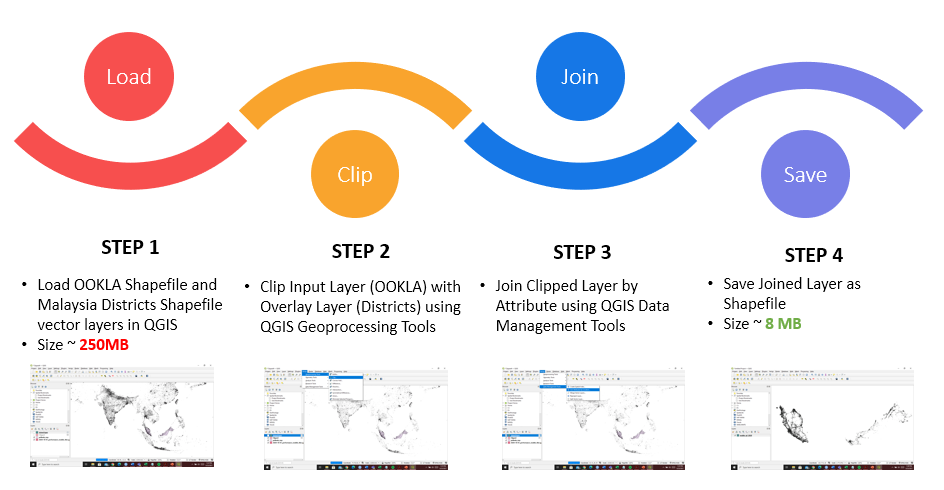 Load
Clip
Join
Save
STEP 1
• Load OOKLA Shapefile and
Malaysia Districts Shapefile
vector layers in QGIS
• Size ~ 250MB
STEP 2
• Clip Input Layer (OOKLA) with
Overlay Layer (Districts) using
QGIS Geoprocessing Tools
STEP 3
• Join Clipped Layer by
Attribute using QGIS Data
Management Tools
STEP 4
• Save Joined Layer as
Shapefile
• Size ~ 8 MB